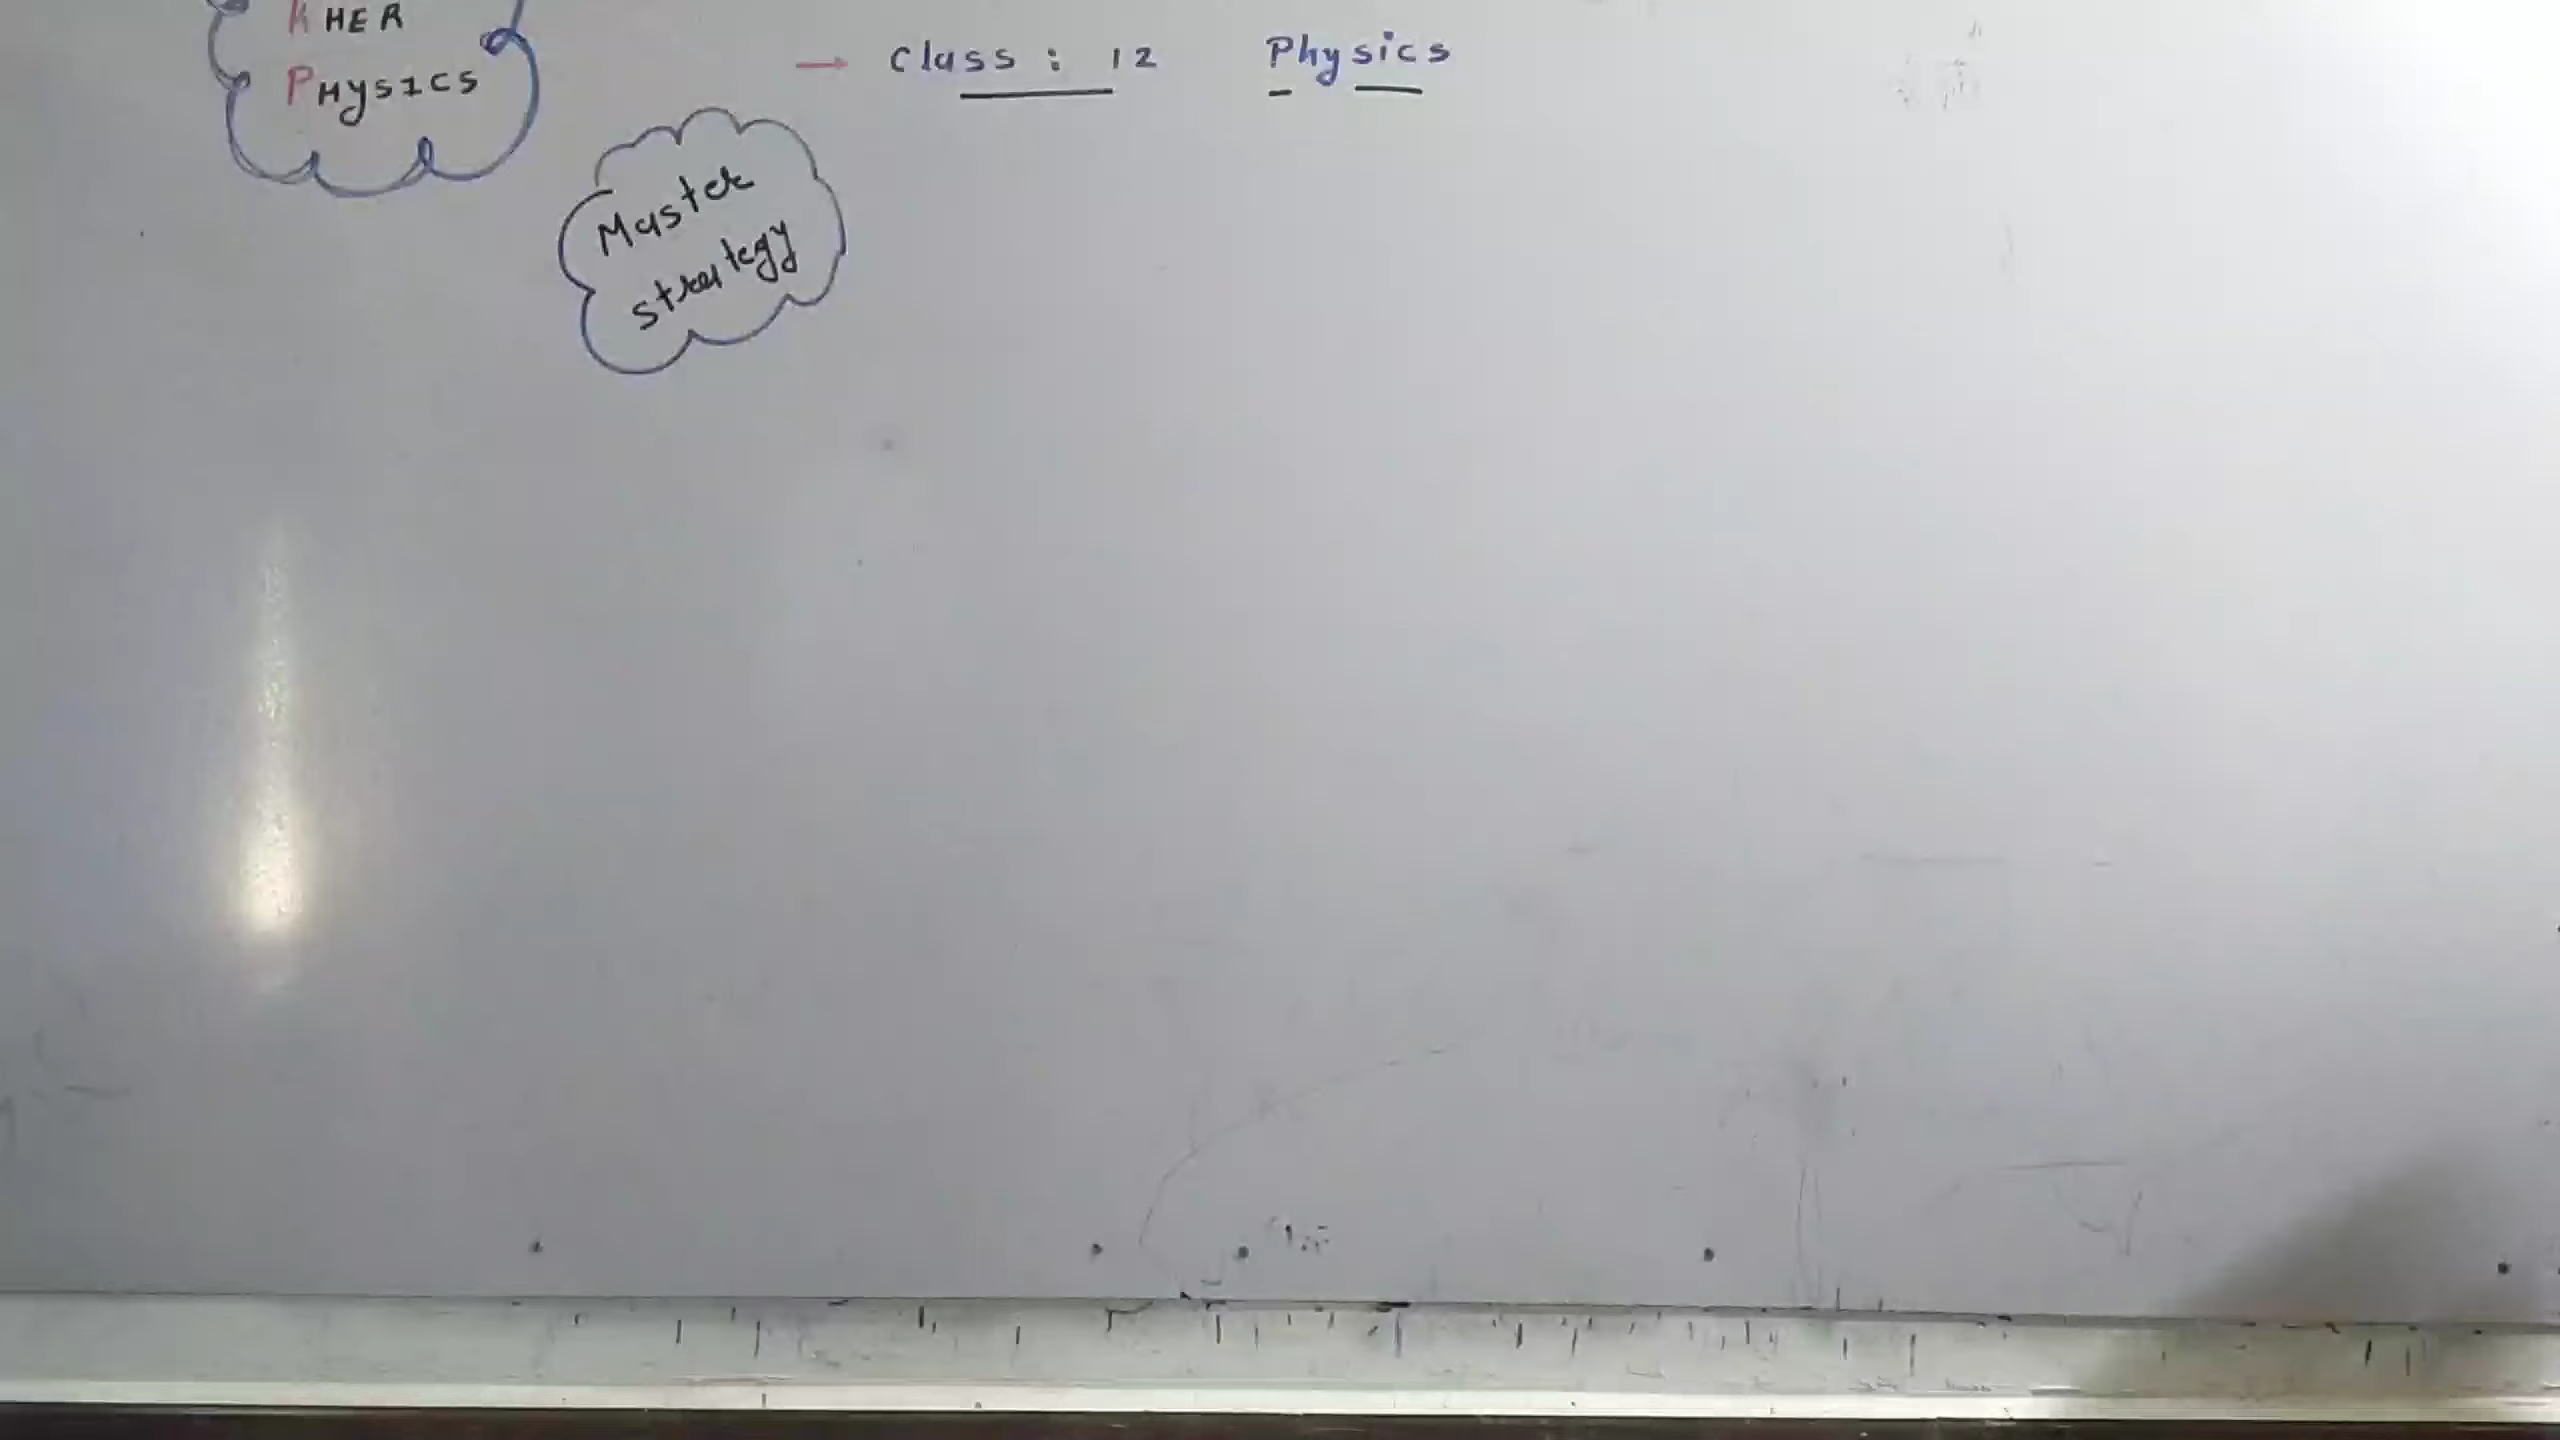 KHER
PHYSICS
→ Class : 12 Physics
Master
strategy